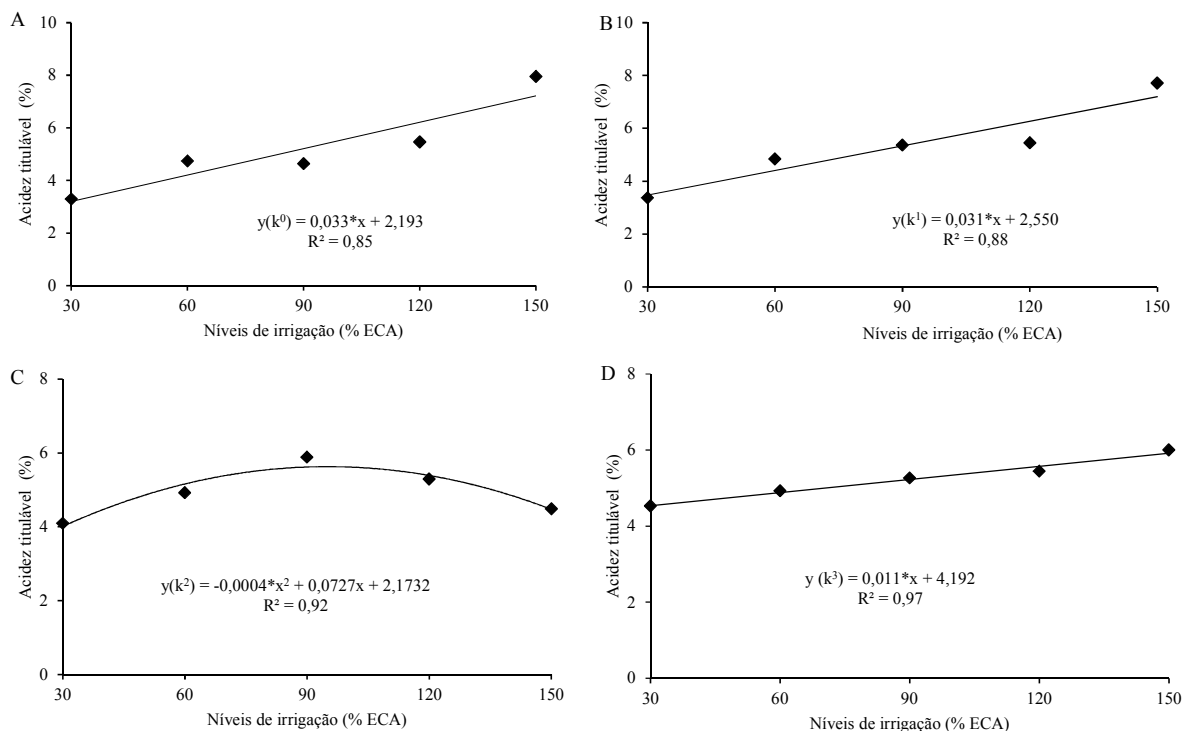 A
Acidez titulável (%)
10
8
6
4
2
0
y(k⁰) = 0,033*x + 2,193
R² = 0,85
30 60 90 120 150
Níveis de irrigação (% ECA)
B
Acidez titulável (%)
10
8
6
4
2
0
y(k¹) = 0,031*x + 2,550
R² = 0,88
30 60 90 120 150
Níveis de irrigação (% ECA)
C
Acidez titulável (%)
8
6
4
2
0
y(k²) = -0,0004*x² + 0,0727x + 2,1732
R² = 0,92
30 60 90 120 150
Níveis de irrigação (% ECA)
D
Acidez titulável (%)
8
6
4
2
0
y (k³) = 0,011*x + 4,192
R² = 0,97
30 60 90 120 150
Níveis de irrigação (% ECA)